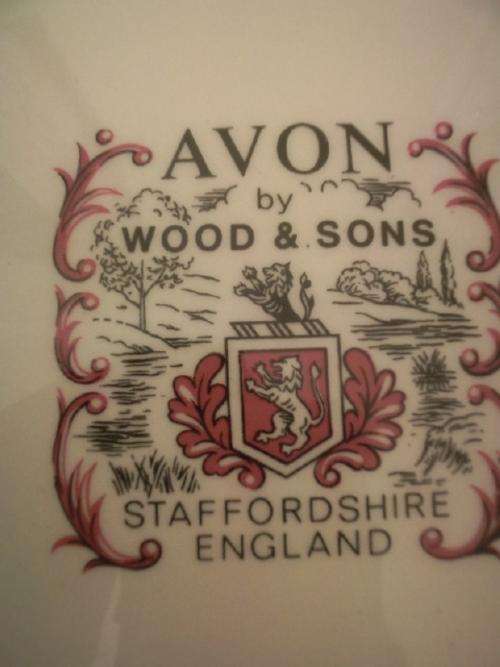 AVON
by
WOOD & SONS
STAFFORDSHIRE
ENGLAND